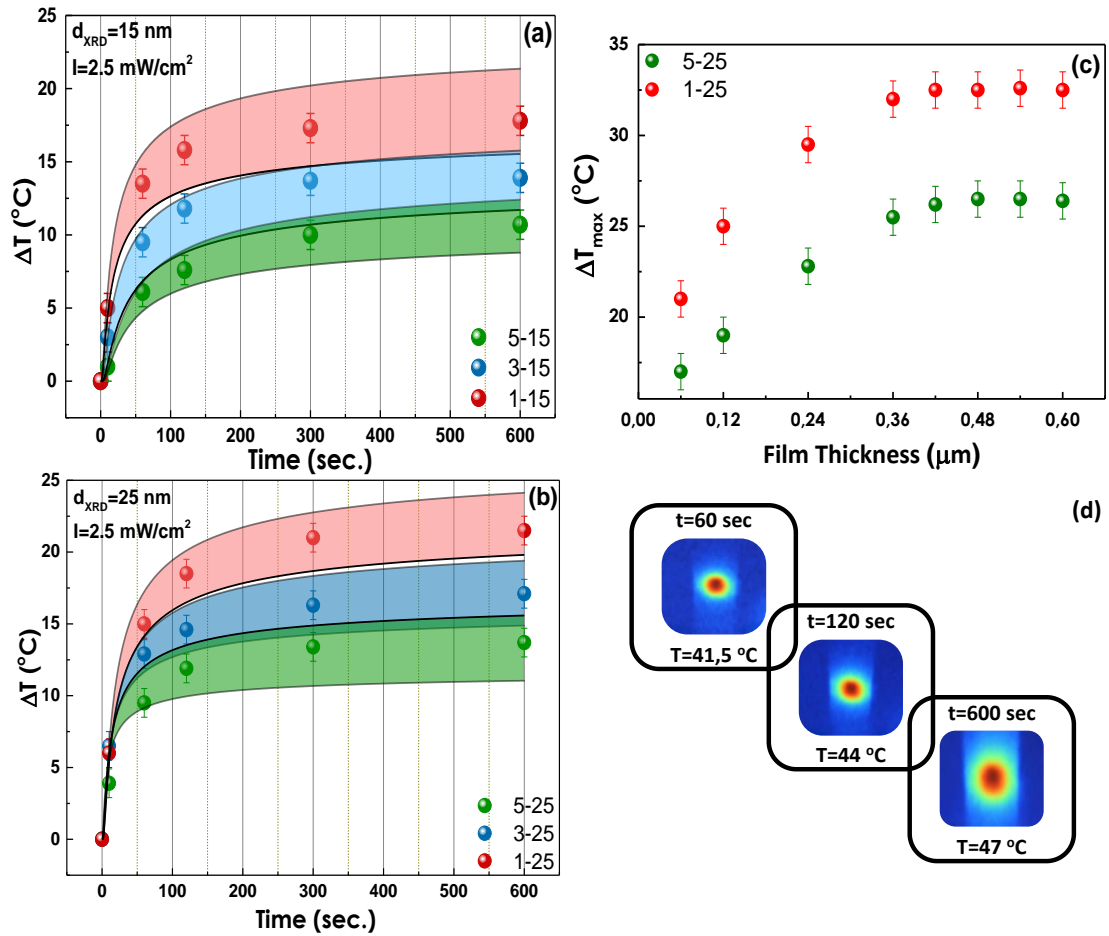 (a)
d_XRD=15 nm
I=2.5 mW/cm²
ΔT (°C)
25
20
15
10
5
0
5-15
3-15
1-15
0 100 200 300 400 500 600
Time (sec.)
(b)
d_XRD=25 nm
I=2.5 mW/cm²
ΔT (°C)
25
20
15
10
5
0
5-25
3-25
1-25
0 100 200 300 400 500 600
Time (sec.)
(c)
5-25
1-25
ΔT_max (°C)
35
30
25
20
0,00 0,12 0,24 0,36 0,48 0,60
Film Thickness (μm)
(d)
t=60 sec
T=41,5 °C
t=120 sec
T=44 °C
t=600 sec
T=47 °C